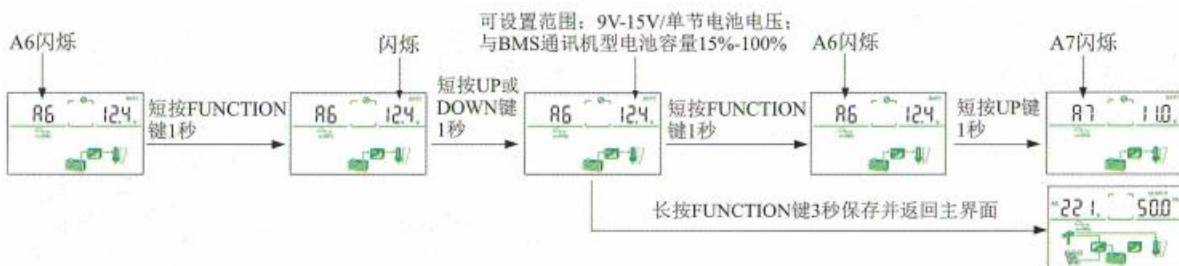 可设置范围：9V-15V/单节电池电压；
与BMS通讯机型电池容量15%-100%
A6闪烁
闪烁
A6闪烁
A7闪烁
A6 12.4v
短按FUNCTION
键1秒
A6 12.4v
短按UP或
DOWN键
1秒
A6 12.4v
短按FUNCTION
键1秒
A6 12.4v
短按UP键
1秒
A7 11.0v
长按FUNCTION键3秒保存并返回主界面
221v 50.0